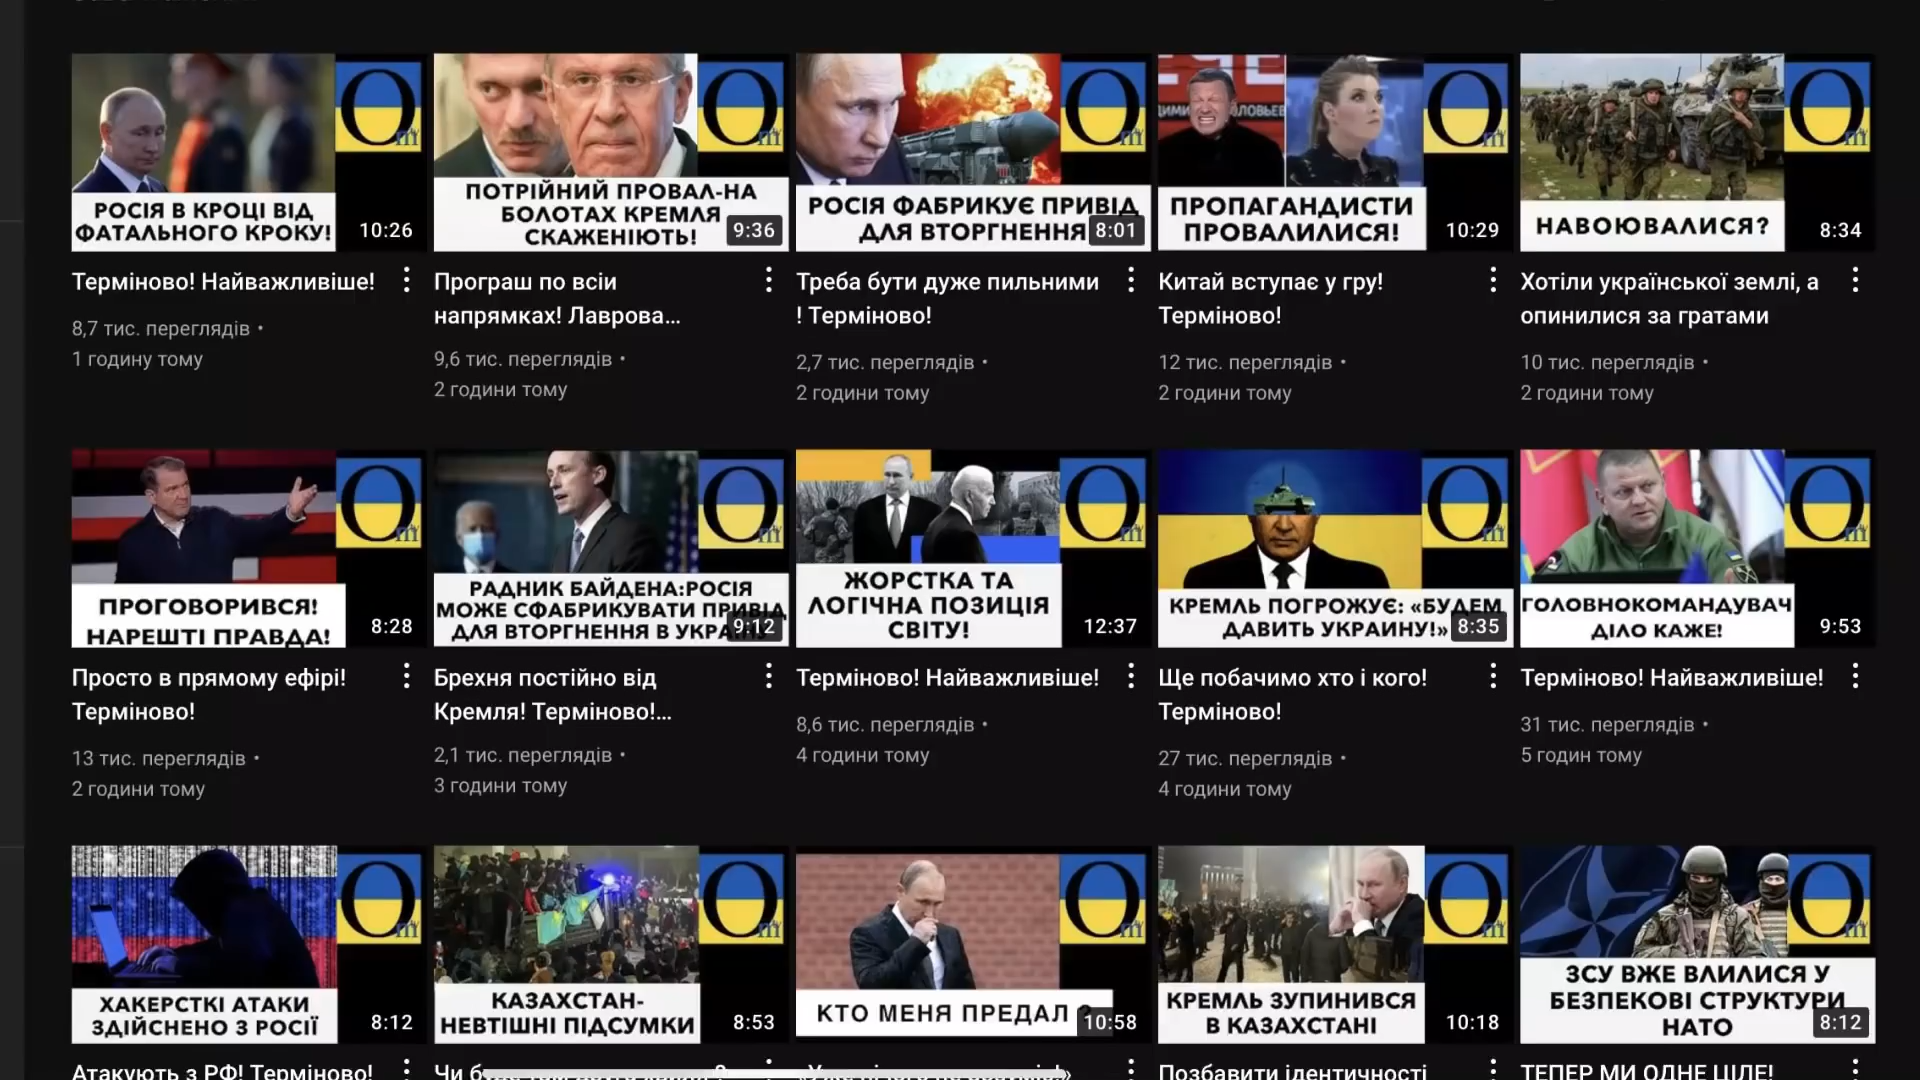 РОСІЯ В КРОЦІ ВІД
ФАТАЛЬНОГО КРОКУ!
10:26
Терміново! Найважливіше!
8,7 тис. переглядів •
1 годину тому
ПОТРІЙНИЙ ПРОВАЛ-НА
БОЛОТАХ КРЕМЛЯ
СКАЖЕНІЮТЬ!
9:36
Програш по всіи
напрямках! Лаврова...
9,6 тис. переглядів •
2 години тому
РОСІЯ ФАБРИКУЄ ПРИВІД
ДЛЯ ВТОРГНЕННЯ
8:01
Треба бути дуже пильними
! Терміново!
2,7 тис. переглядів •
2 години тому
ПРОПАГАНДИСТИ
ПРОВАЛИЛИСЯ!
10:29
Китай вступає у гру!
Терміново!
12 тис. переглядів •
2 години тому
НАВОЮВАЛИСЯ?
8:34
Хотіли української землі, а
опинилися за гратами
10 тис. переглядів •
2 години тому
ПРОГОВОРИВСЯ!
НАРЕШТІ ПРАВДА!
8:28
Просто в прямому ефірі!
Терміново!
13 тис. переглядів •
2 години тому
РАДНИК БАЙДЕНА:РОСІЯ
МОЖЕ СФАБРИКУВАТИ ПРИВІД
ДЛЯ ВТОРГНЕННЯ В
9:12
Брехня постійно від
Кремля! Терміново!...
2,1 тис. переглядів •
3 години тому
ЖОРСТКА ТА
ЛОГІЧНА ПОЗИЦІЯ
СВІТУ!
12:37
Терміново! Найважливіше!
8,6 тис. переглядів •
4 години тому
КРЕМЛЬ ПОГРОЖУЄ: «БУДЕМ
ДАВИТЬ УКРАИНУ!»
8:35
Ще побачимо хто і кого!
Терміново!
27 тис. переглядів •
4 години тому
ГОЛОВНОКОМАНДУВАЧ
ДІЛО КАЖЕ!
9:53
Терміново! Найважливіше!
31 тис. переглядів •
5 годин тому
ХАКЕРСТКІ АТАКИ
ЗДІЙСНЕНО З РОСІЇ
8:12
Атакують з РФ! Терміново!
КАЗАХСТАН-
НЕВТІШНІ ПІДСУМКИ
8:53
Чи
КТО МЕНЯ ПРЕДАЛ
10:58
КРЕМЛЬ ЗУПИНИВСЯ
В КАЗАХСТАНІ
10:18
Позбавити ідентичності
ЗСУ ВЖЕ ВЛИЛИСЯ У
БЕЗПЕКОВІ СТРУКТУРИ
НАТО
8:12
ТЕПЕР МИ ОДНЕ ЦІЛЕ!